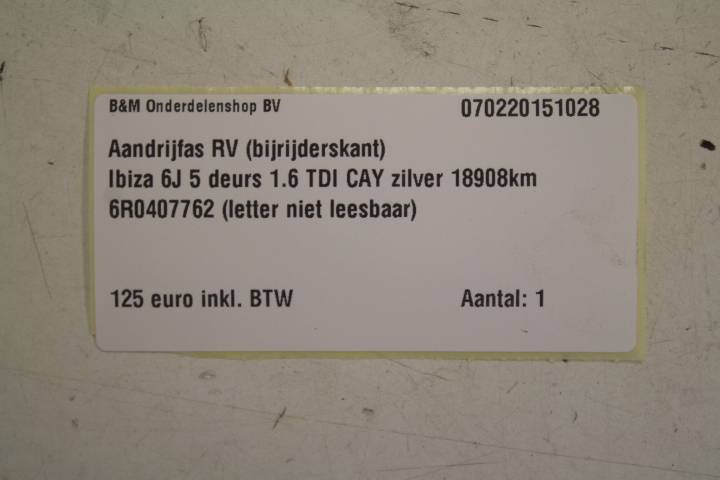 B&M Onderdelenshop BV 070220151028
Aandrijfas RV (bijrijderskant)
Ibiza 6J 5 deurs 1.6 TDI CAY zilver 18908km
6R0407762 (letter niet leesbaar)
125 euro inkl. BTW Aantal: 1